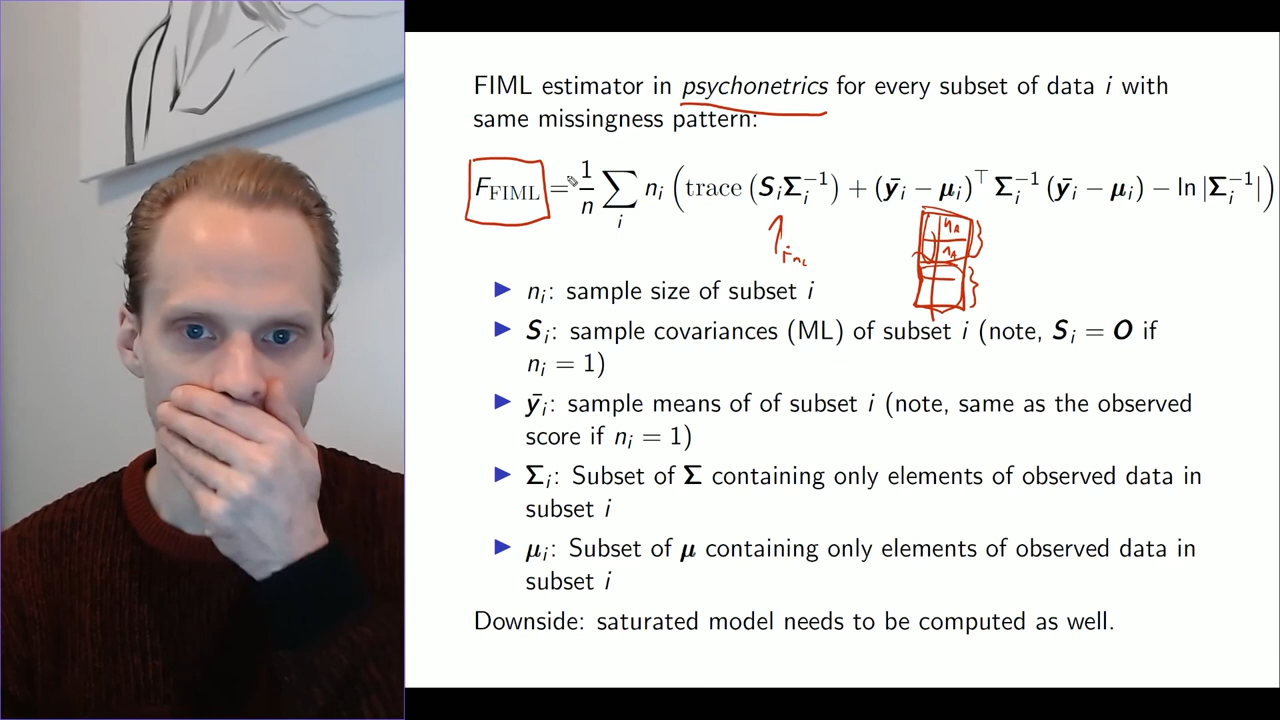 FIML estimator in psychonetrics for every subset of data i with
same missingness pattern:
F_FIML = 1/n ∑_i n_i (trace (S_i Σ_i^{-1}) + (ȳ_i − μ_i)^⊤ Σ_i^{-1} (ȳ_i − μ_i) − ln |Σ_i^{-1}|)
▶ n_i: sample size of subset i
▶ S_i: sample covariances (ML) of subset i (note, S_i = O if
n_i = 1)
▶ ȳ_i: sample means of of subset i (note, same as the observed
score if n_i = 1)
▶ Σ_i: Subset of Σ containing only elements of observed data in
subset i
▶ μ_i: Subset of μ containing only elements of observed data in
subset i
Downside: saturated model needs to be computed as well.